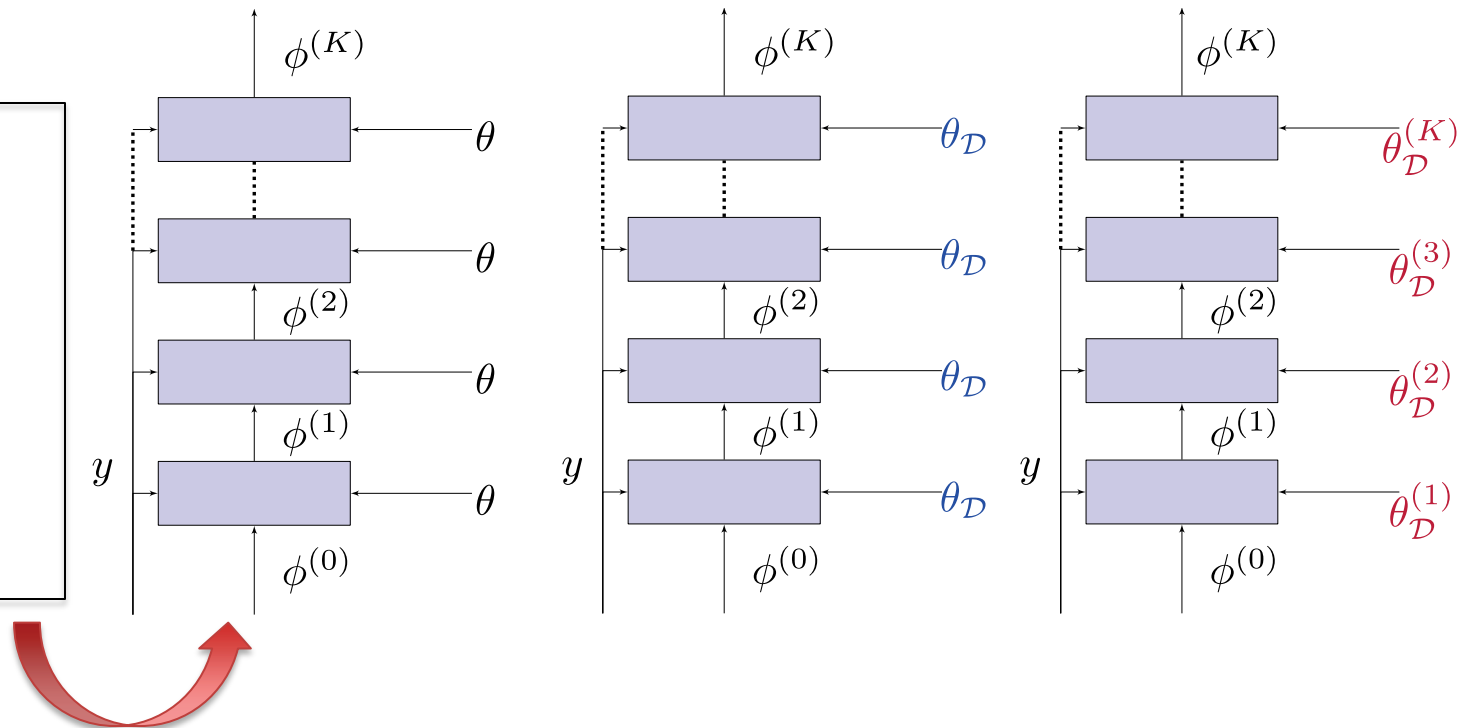 φ^(K)
θ
θ
φ^(2)
θ
φ^(1)
y
θ
φ^(0)
φ^(K)
θ_𝒟
θ_𝒟
φ^(2)
θ_𝒟
φ^(1)
y
θ_𝒟
φ^(0)
φ^(K)
θ_𝒟^(K)
θ_𝒟^(3)
φ^(2)
θ_𝒟^(2)
φ^(1)
y
θ_𝒟^(1)
φ^(0)